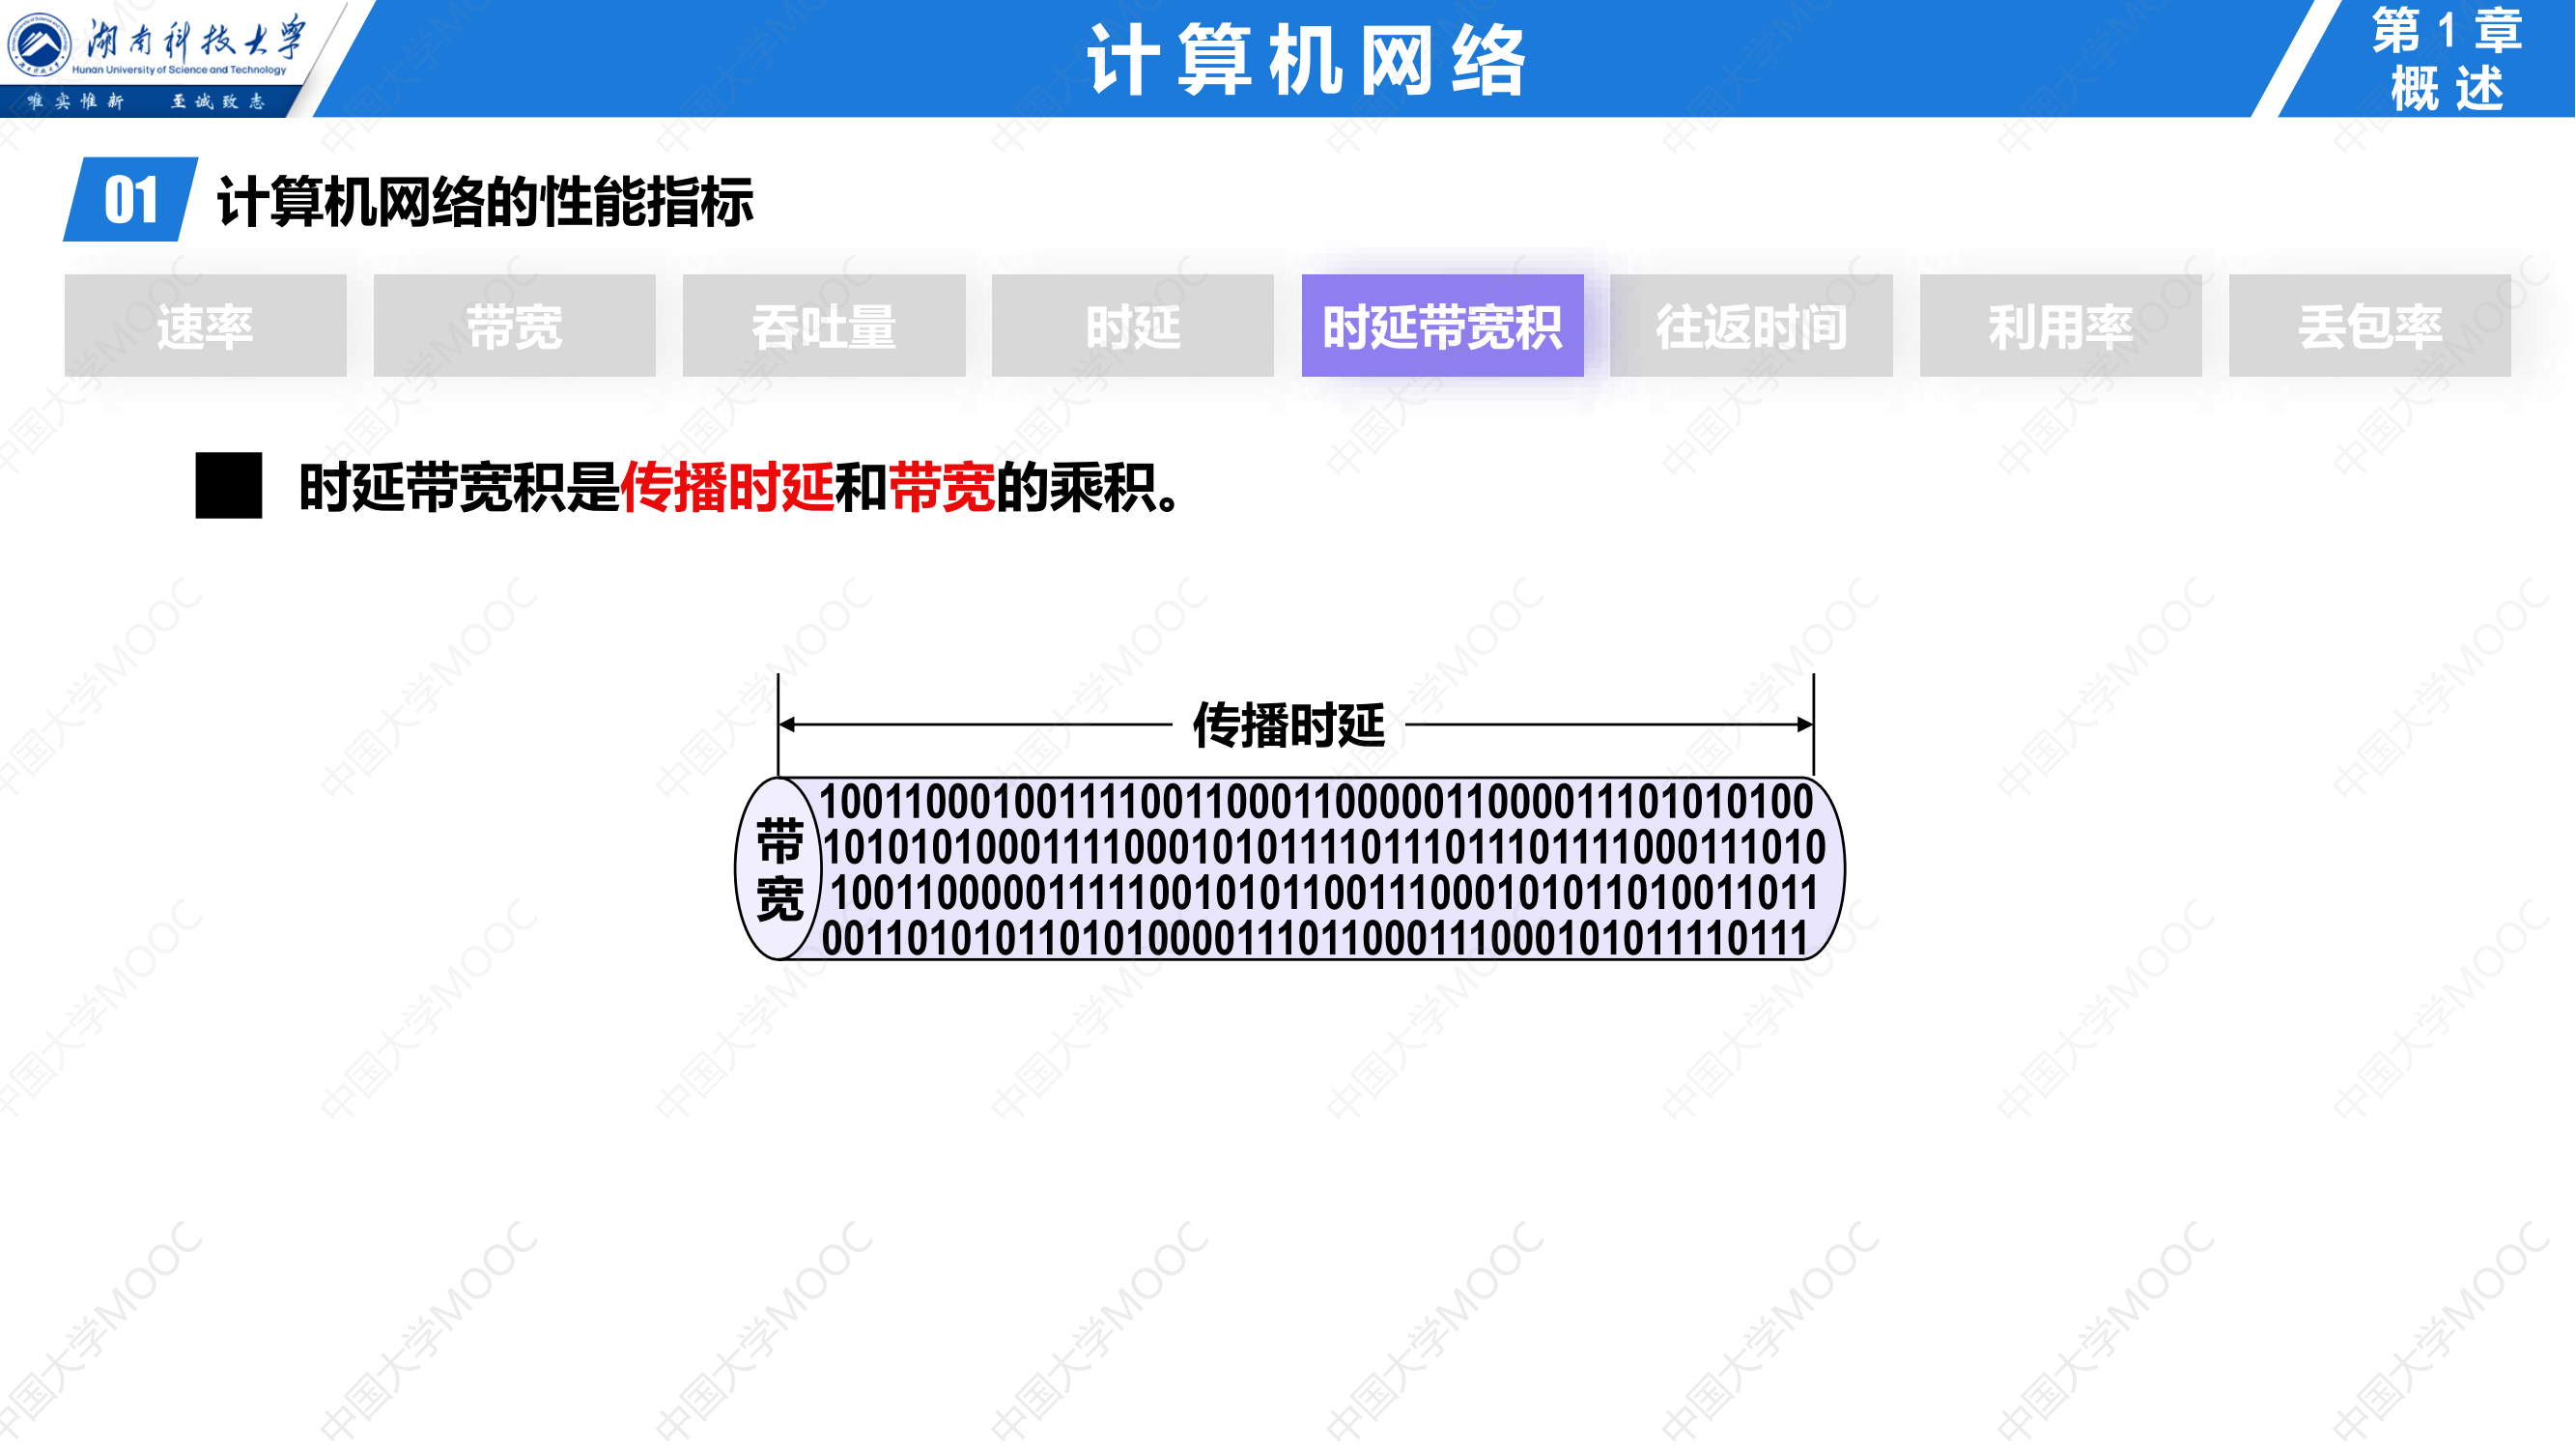 湖南科技大学
Hunan University of Science and Technology
唯实惟新 至诚致志
计算机网络
第1章
概述
01 计算机网络的性能指标
速率 带宽 吞吐量 时延 时延带宽积 往返时间 利用率 丢包率
时延带宽积是传播时延和带宽的乘积。
传播时延
带宽
1001100010011110011000110000011000011101010100
10101010001111000101011110111011101111000111010
1001100000111110010101100111000101011010011011
0011010101101010000111011000111000101011110111
中国大学MOOC